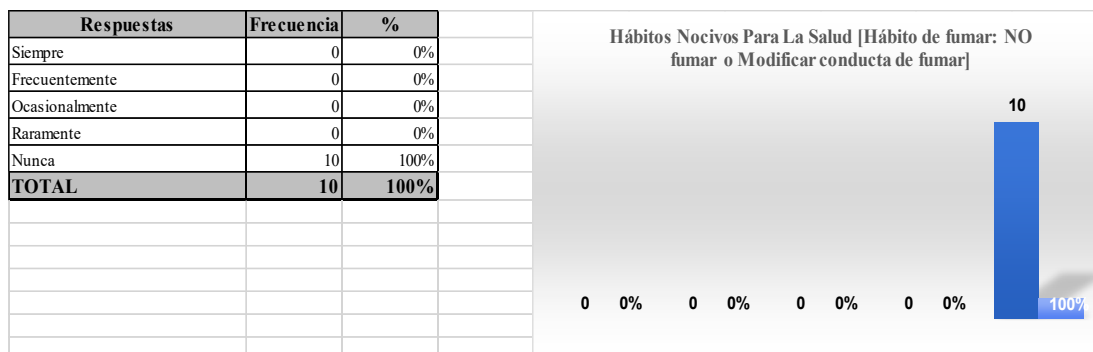 Respuestas Frecuencia %
Siempre 0 0%
Frecuentemente 0 0%
Ocasionalmente 0 0%
Raramente 0 0%
Nunca 10 100%
TOTAL 10 100%
Hábitos Nocivos Para La Salud [Hábito de fumar: NO
fumar o Modificar conducta de fumar]
10
0 0% 0 0% 0 0% 0 0% 100%